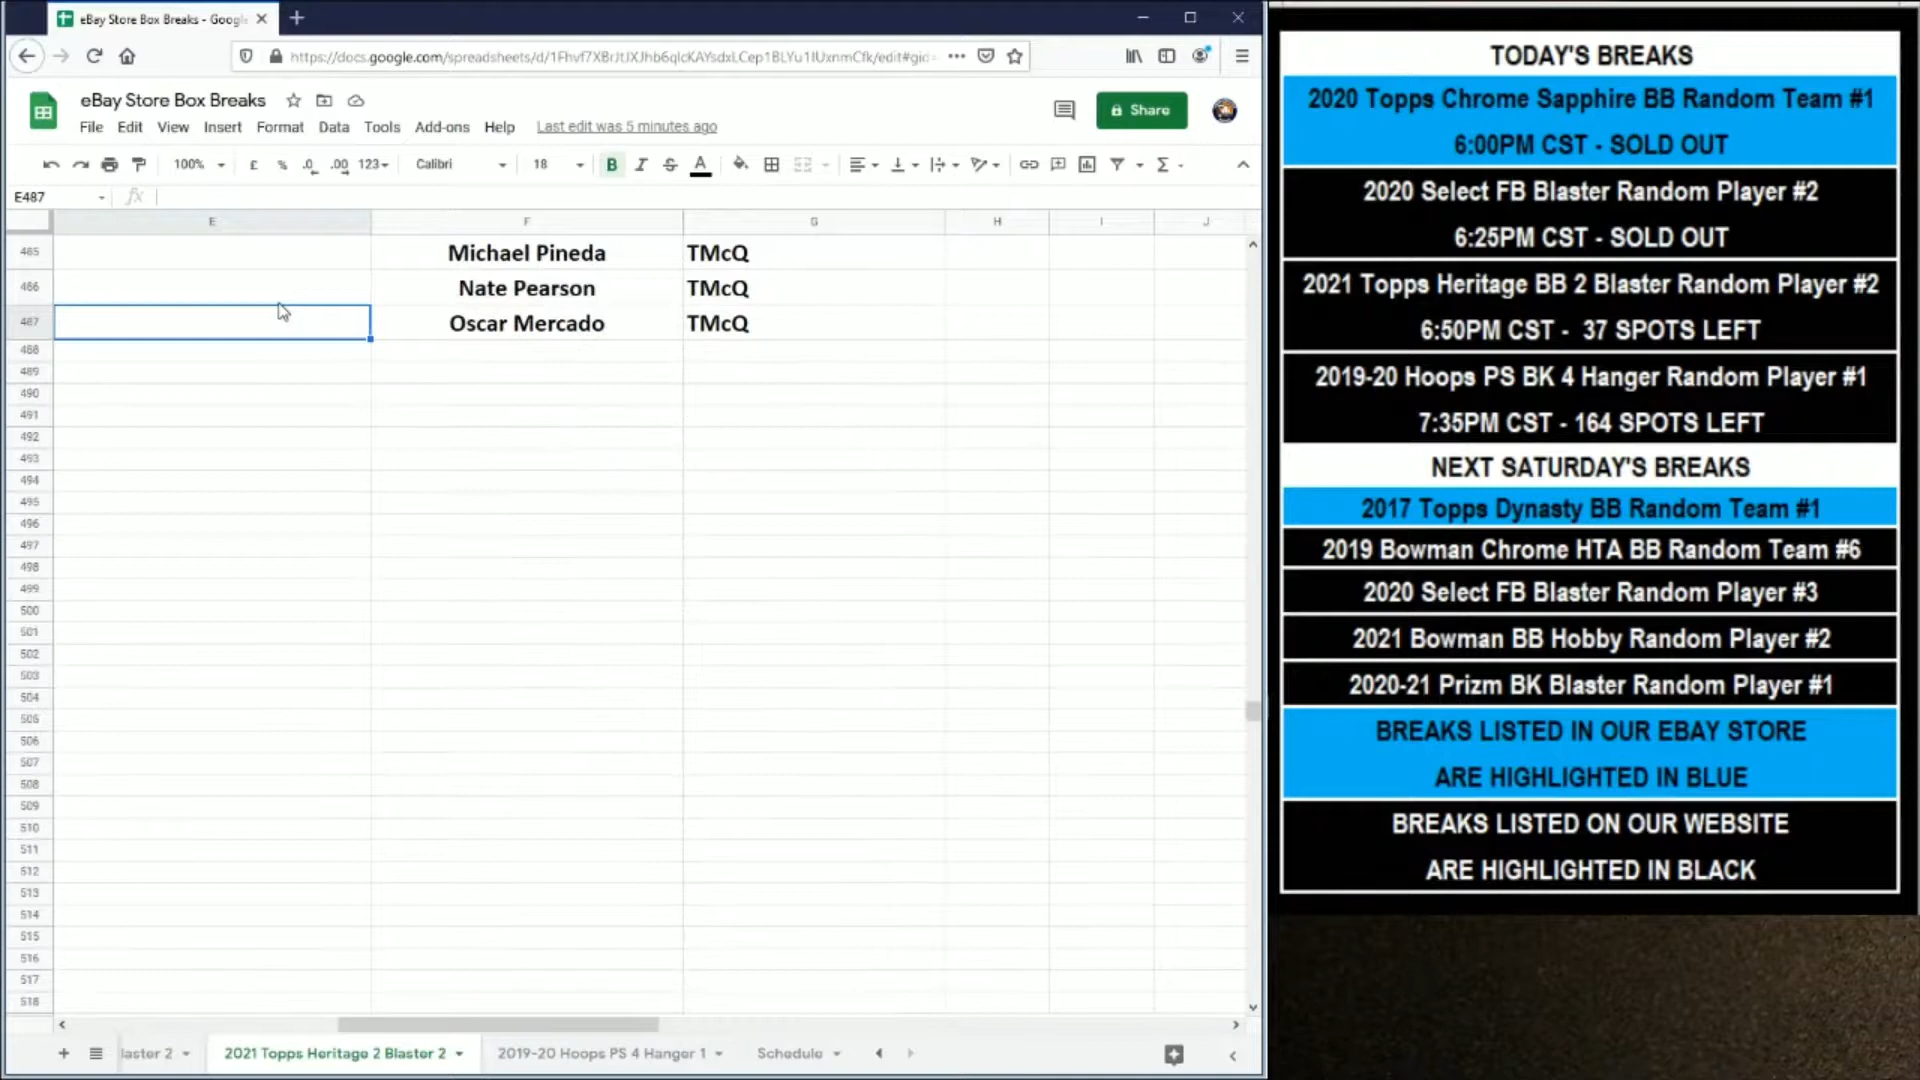 eBay Store Box Breaks - Googl
https://docs.google.com/spreadsheets/d/1Fhvf7XBrJtJXJhb6qlcKAYsdxLCep1BLYu1lUxnmCfk/edit#gid=
eBay Store Box Breaks
Share
File Edit View Insert Format Data Tools Add-ons Help Last edit was 5 minutes ago
100% £ % .0 .00 123 Calibri 18 B I S A
E487 fx
E F G H I J
485 Michael Pineda TMcQ
486 Nate Pearson TMcQ
487 Oscar Mercado TMcQ
488
489
490
491
492
493
494
495
496
497
498
499
500
501
502
503
504
505
506
507
508
509
510
511
512
513
514
515
516
517
518
laster 2 2021 Topps Heritage 2 Blaster 2 2019-20 Hoops PS 4 Hanger 1 Schedule
TODAY'S BREAKS
2020 Topps Chrome Sapphire BB Random Team #1
6:00PM CST - SOLD OUT
2020 Select FB Blaster Random Player #2
6:25PM CST - SOLD OUT
2021 Topps Heritage BB 2 Blaster Random Player #2
6:50PM CST - 37 SPOTS LEFT
2019-20 Hoops PS BK 4 Hanger Random Player #1
7:35PM CST - 164 SPOTS LEFT
NEXT SATURDAY'S BREAKS
2017 Topps Dynasty BB Random Team #1
2019 Bowman Chrome HTA BB Random Team #6
2020 Select FB Blaster Random Player #3
2021 Bowman BB Hobby Random Player #2
2020-21 Prizm BK Blaster Random Player #1
BREAKS LISTED IN OUR EBAY STORE
ARE HIGHLIGHTED IN BLUE
BREAKS LISTED ON OUR WEBSITE
ARE HIGHLIGHTED IN BLACK